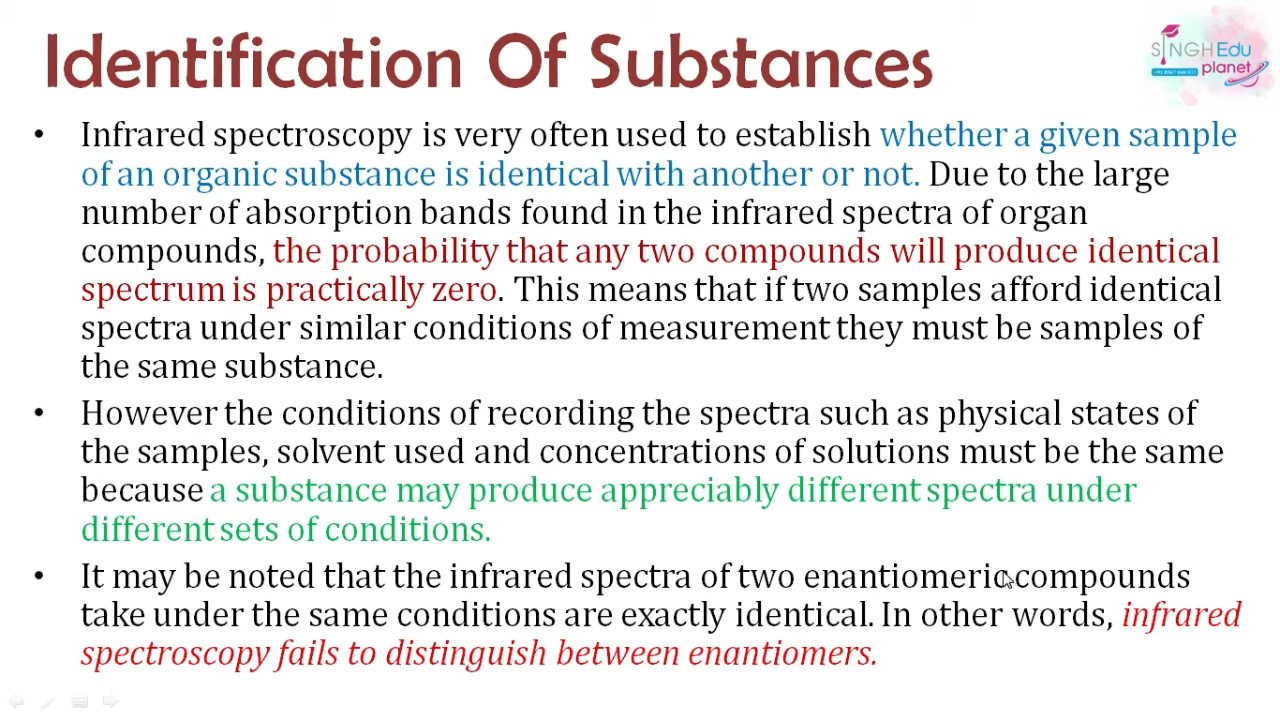 Identification Of Substances
SINGH Edu
planet
• Infrared spectroscopy is very often used to establish whether a given sample
of an organic substance is identical with another or not. Due to the large
number of absorption bands found in the infrared spectra of organ
compounds, the probability that any two compounds will produce identical
spectrum is practically zero. This means that if two samples afford identical
spectra under similar conditions of measurement they must be samples of
the same substance.
• However the conditions of recording the spectra such as physical states of
the samples, solvent used and concentrations of solutions must be the same
because a substance may produce appreciably different spectra under
different sets of conditions.
• It may be noted that the infrared spectra of two enantiomeric compounds
take under the same conditions are exactly identical. In other words, infrared
spectroscopy fails to distinguish between enantiomers.